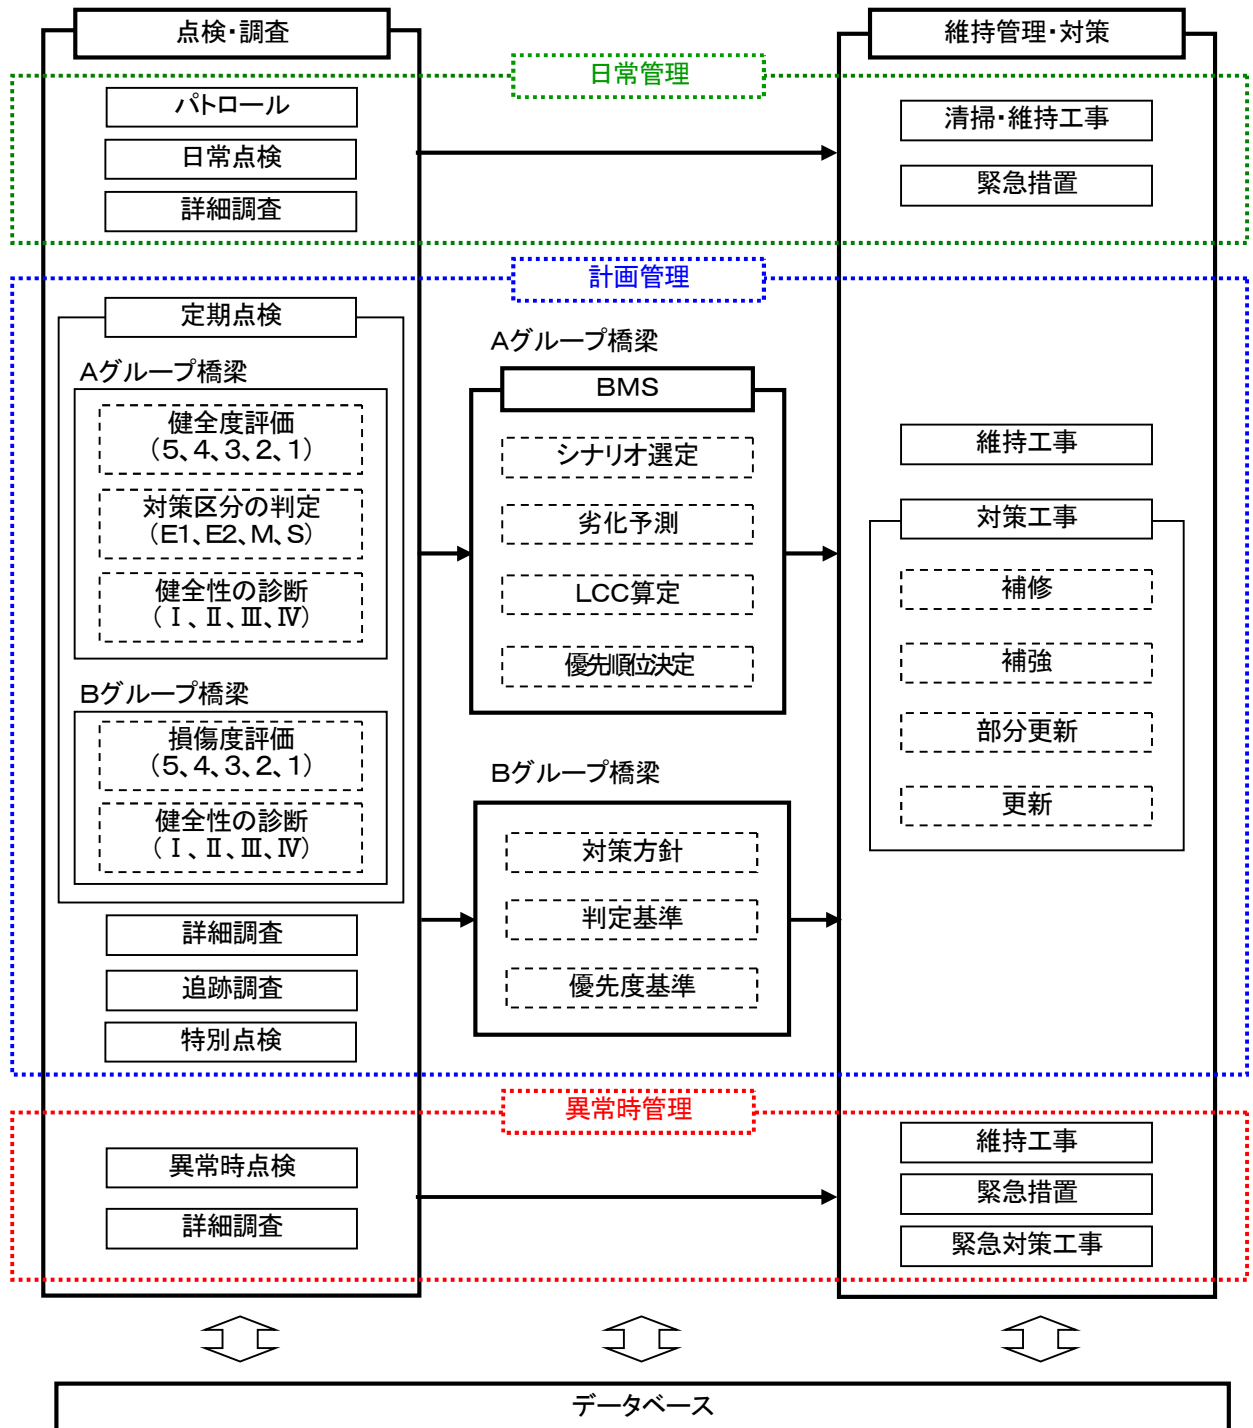 点検・調査
維持管理・対策
日常管理
パトロール
日常点検
詳細調査
清掃・維持工事
緊急措置
計画管理
定期点検
Aグループ橋梁
健全度評価
(5、4、3、2、1)
対策区分の判定
(E1、E2、M、S)
健全性の診断
(Ⅰ、Ⅱ、Ⅲ、Ⅳ)
Bグループ橋梁
損傷度評価
(5、4、3、2、1)
健全性の診断
(Ⅰ、Ⅱ、Ⅲ、Ⅳ)
詳細調査
追跡調査
特別点検
Aグループ橋梁
BMS
シナリオ選定
劣化予測
LCC算定
優先順位決定
Bグループ橋梁
対策方針
判定基準
優先度基準
維持工事
対策工事
補修
補強
部分更新
更新
異常時管理
異常時点検
詳細調査
維持工事
緊急措置
緊急対策工事
データベース